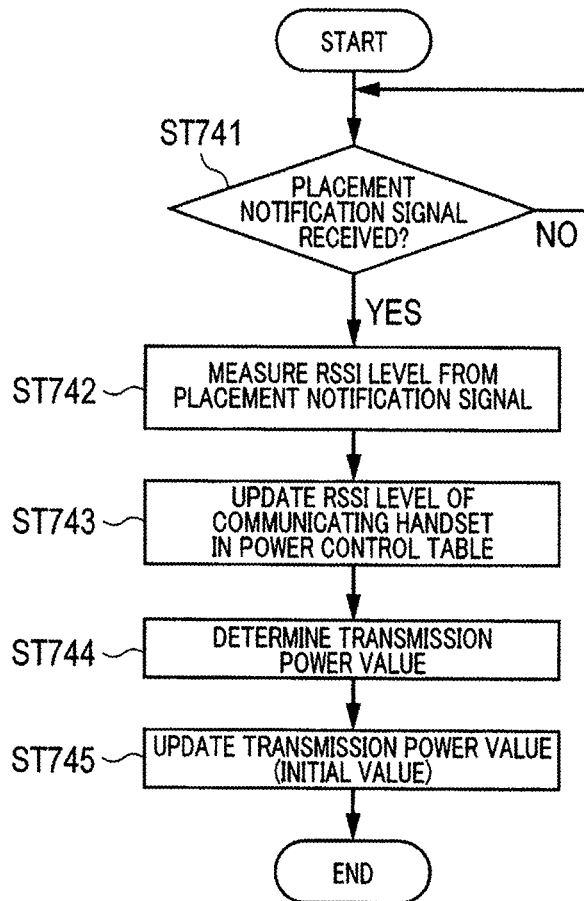 START
ST741
PLACEMENT
NOTIFICATION SIGNAL
RECEIVED?
NO
YES
ST742
MEASURE RSSI LEVEL FROM
PLACEMENT NOTIFICATION SIGNAL
ST743
UPDATE RSSI LEVEL OF
COMMUNICATING HANDSET
IN POWER CONTROL TABLE
ST744
DETERMINE TRANSMISSION
POWER VALUE
ST745
UPDATE TRANSMISSION POWER VALUE
(INITIAL VALUE)
END